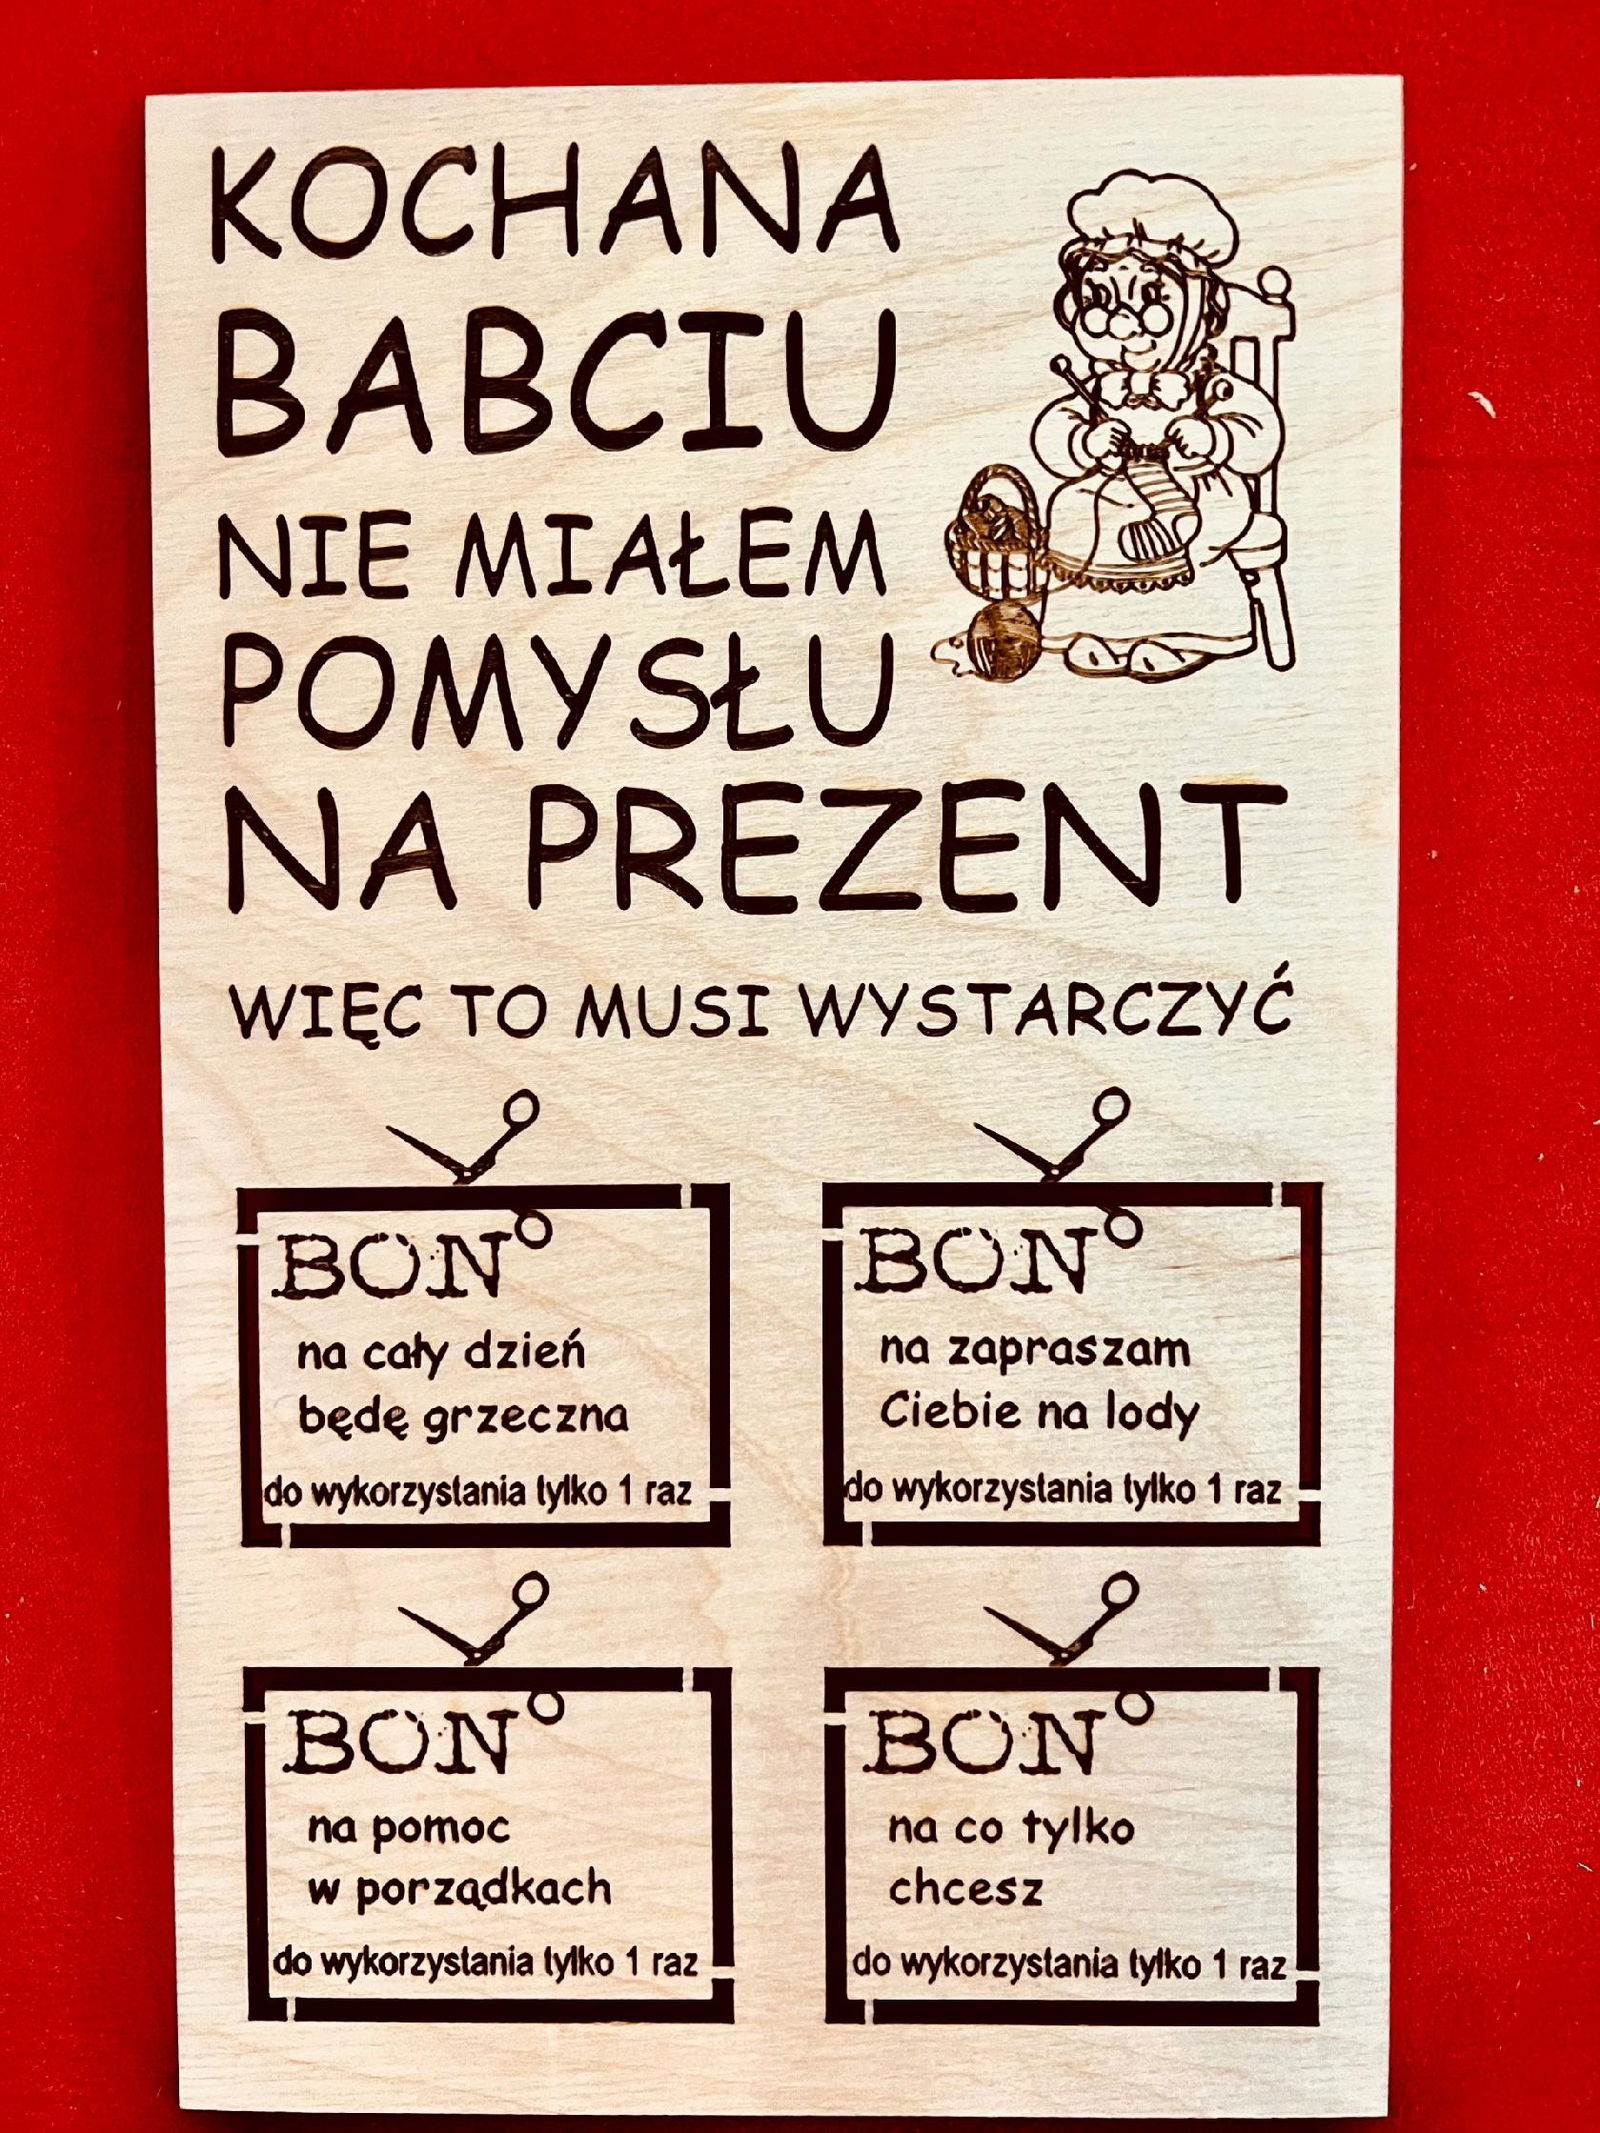 KOCHANA
BABCIU
NIE MIAŁEM
POMYSŁU
NA PREZENT
WIĘC TO MUSI WYSTARCZYĆ
BON
na cały dzień
będę grzeczna
do wykorzystania tylko 1 raz
BON
na zapraszam
Ciebie na lody
do wykorzystania tylko 1 raz
BON
na pomoc
w porządkach
do wykorzystania tylko 1 raz
BON
na co tylko
chcesz
do wykorzystania tylko 1 raz